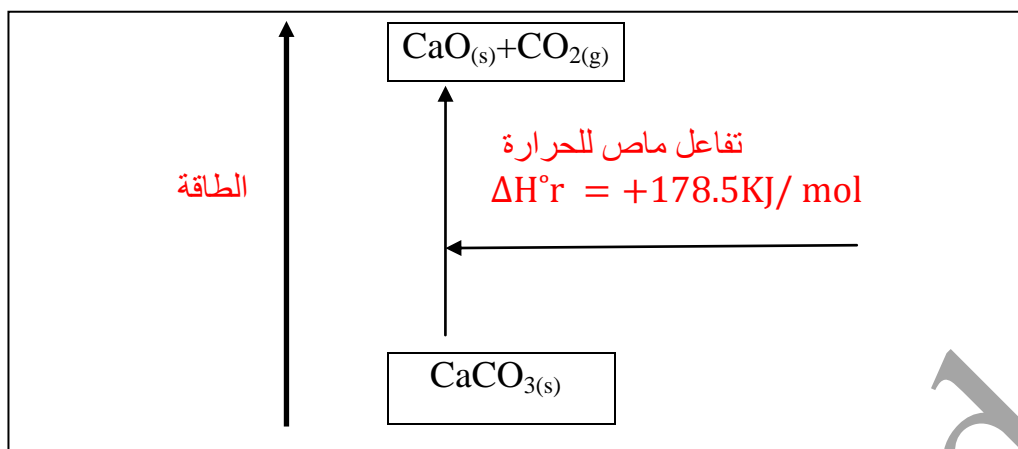 CaO(s)+CO2(g)
تفاعل ماص للحرارة
الطاقة
ΔH°r = +178.5KJ/ mol
CaCO3(s)